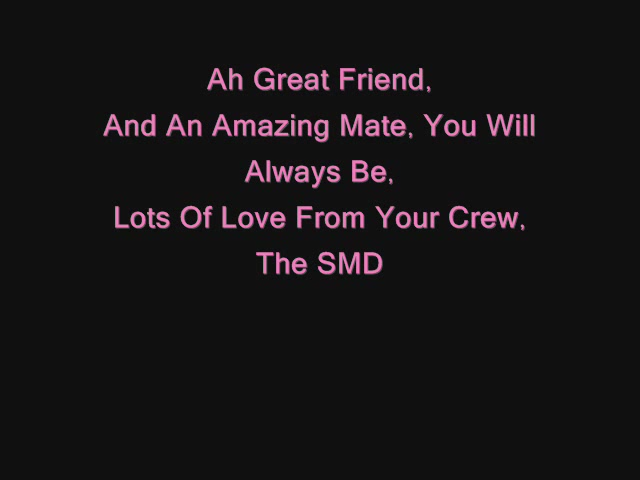 Ah Great Friend,
And An Amazing Mate, You Will
Always Be,
Lots Of Love From Your Crew,
The SMD